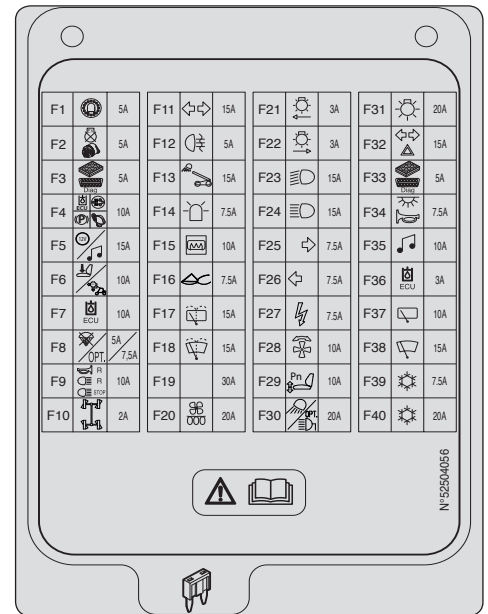 F1 5A F11 15A F21 3A F31 20A
F2 5A F12 5A F22 3A F32 15A
F3 Diag 5A F13 15A F23 15A F33 Diag 5A
F4 ECU (P) 10A F14 7.5A F24 15A F34 7.5A
F5 12V 15A F15 10A F25 7.5A F35 10A
F6 10A F16 7.5A F26 7.5A F36 ECU 3A
F7 ECU 10A F17 15A F27 7.5A F37 10A
F8 OPT. 5A/7,5A F18 15A F28 10A F38 15A
F9 R R STOP 10A F19 30A F29 Pn 10A F39 7.5A
F10 2A F20 20A F30 OPT. 20A F40 20A
N°52504056